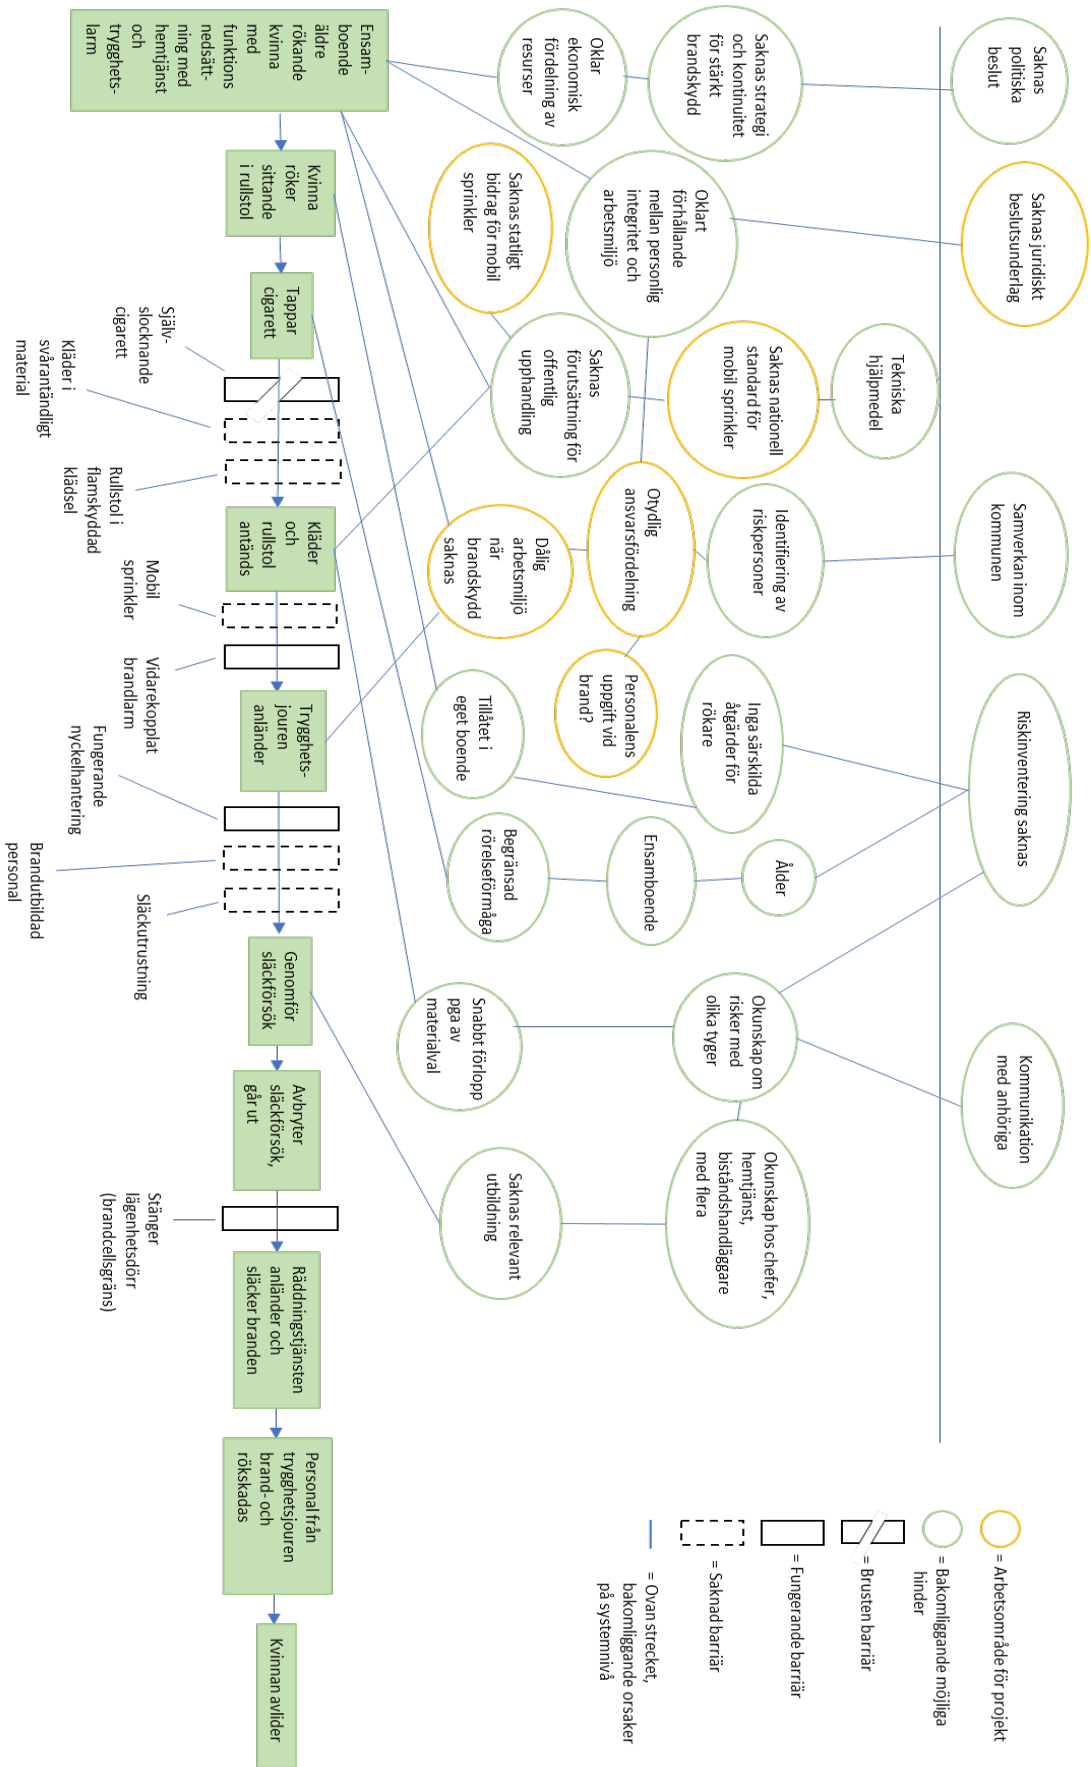 Saknas
politiska
beslut
Saknas juridiskt
beslutsunderlag
Tekniska
hjälpmedel
Samverkan inom
kommunen
Riskinventering saknas
Kommunikation
med anhöriga
Saknas strategi
och kontinuitet
för stärkt
brandskydd
Oklar
ekonomisk
fördelning av
resurser
Oklart
förhållande
mellan personlig
integritet och
arbetsmiljö
Saknas statligt
bidrag för mobil
sprinkler
Saknas nationell
standard för
mobil sprinkler
Saknas
förutsättning för
offentlig
upphandling
Identifiering av
riskpersoner
Otydlig
ansvarsfördelning
Dålig
arbetsmiljö
när
brandskydd
saknas
Personalens
uppgift vid
brand?
Inga särskilda
åtgärder för
rökare
Tillåtet i
eget boende
Ålder
Ensamboende
Begränsad
rörelseförmåga
Okunskap om
risker med
olika tyger
Snabbt förlopp
pga av
materialval
Okunskap hos chefer,
hemtjänst,
biståndshandläggare
med flera
Saknas relevant
utbildning
Ensam-
boende
äldre
rökande
kvinna
med
funktions
nedsätt-
ning med
hemtjänst
och
trygghets-
larm
Kvinna
röker
sittande
i rullstol
Tappar
cigarett
Kläder
och
rullstol
antänds
Trygghets-
jouren
anländer
Genomför
släckförsök
Avbryter
släckförsök,
går ut
Räddningstjänsten
anländer och
släcker branden
Personal från
trygghetsjouren
brand- och
rökskadas
Kvinnan avlider
Själv-
slocknande
cigarett
Kläder i
svårantändligt
material
Rullstol i
flamskyddad
klädsel
Mobil
sprinkler
Vidarekopplat
brandlarm
Fungerande
nyckelhantering
Brandutbildad
personal
Släckutrustning
Stänger
lägenhetsdörr
(brandcellsgräns)
= Arbetsområde för projekt
= Bakomliggande möjliga
hinder
= Brusten barriär
= Fungerande barriär
= Saknad barriär
= Ovan strecket,
bakomliggande orsaker
på systemnivå